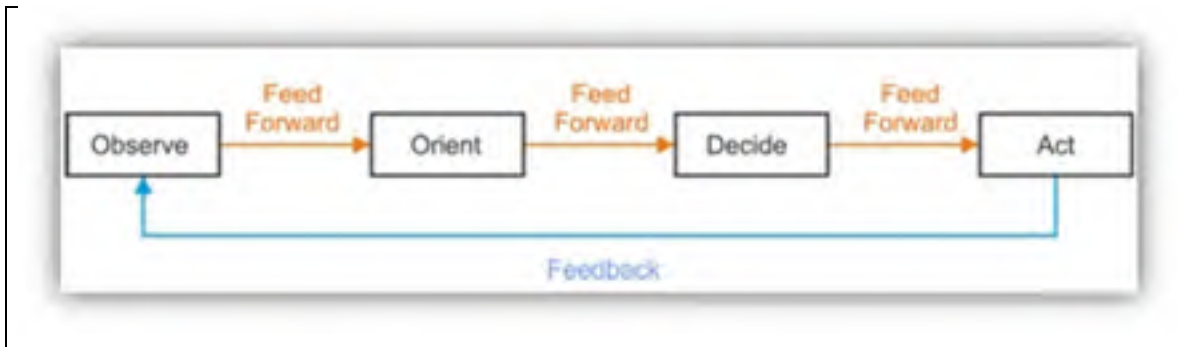 Feed
Forward
Feed
Forward
Feed
Forward
Observe
Orient
Decide
Act
Feedback